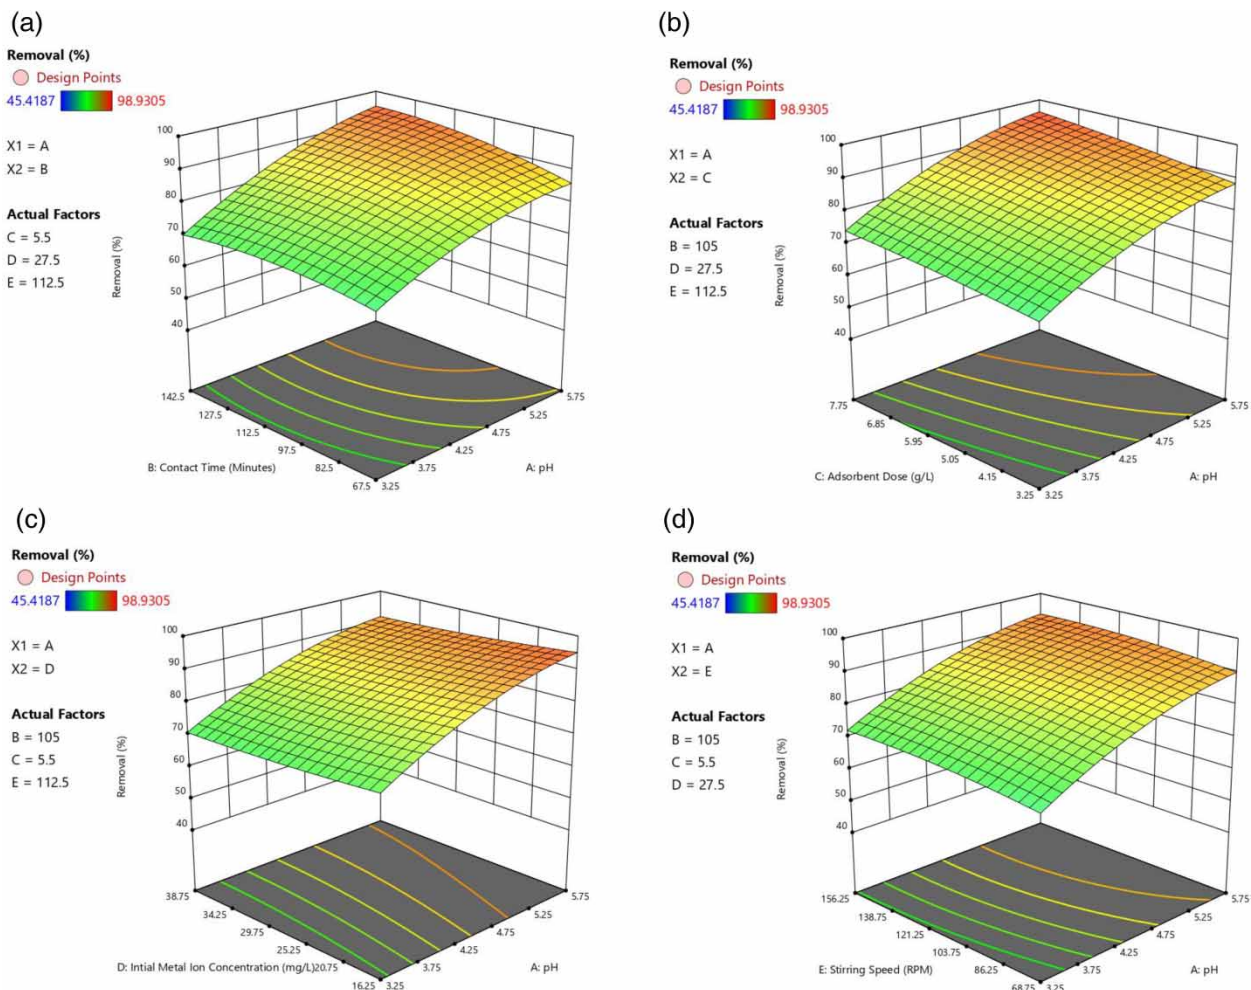 (a)
Removal (%)
Design Points
45.4187 98.9305
X1 = A
X2 = B
Actual Factors
C = 5.5
D = 27.5
E = 112.5
Removal (%)
100
90
80
70
60
50
40
142.5
127.5
112.5
97.5
82.5
67.5
3.25
3.75
4.25
4.75
5.25
5.75
B: Contact Time (Minutes)
A: pH
(b)
Removal (%)
Design Points
45.4187 98.9305
X1 = A
X2 = C
Actual Factors
B = 105
D = 27.5
E = 112.5
Removal (%)
100
90
80
70
60
50
40
7.75
6.85
5.95
5.05
4.15
3.25
3.25
3.75
4.25
4.75
5.25
5.75
C: Adsorbent Dose (g/L)
A: pH
(c)
Removal (%)
Design Points
45.4187 98.9305
X1 = A
X2 = D
Actual Factors
B = 105
C = 5.5
E = 112.5
Removal (%)
100
90
80
70
60
50
40
38.75
34.25
29.75
25.25
20.75
16.25
3.25
3.75
4.25
4.75
5.25
5.75
D: Intial Metal Ion Concentration (mg/L)
A: pH
(d)
Removal (%)
Design Points
45.4187 98.9305
X1 = A
X2 = E
Actual Factors
B = 105
C = 5.5
D = 27.5
Removal (%)
100
90
80
70
60
50
40
156.25
138.75
121.25
103.75
86.25
68.75
3.25
3.75
4.25
4.75
5.25
5.75
E: Stirring Speed (RPM)
A: pH